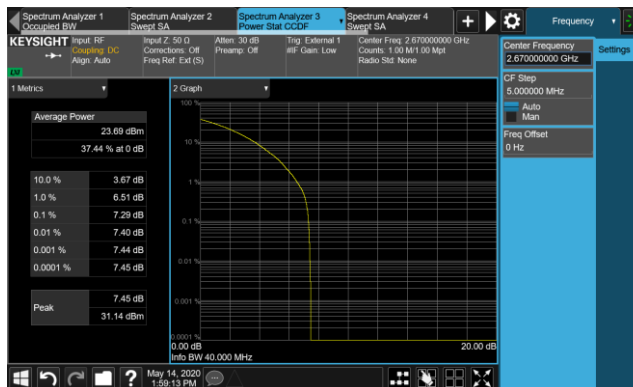 Spectrum Analyzer 1
Occupied BW
Spectrum Analyzer 2
Swept SA
Spectrum Analyzer 3
Power Stat CCDF
Spectrum Analyzer 4
Swept SA
Frequency
KEYSIGHT
Input: RF
Coupling: DC
Align: Auto
Input Z: 50 Ω
Corrections: Off
Freq Ref: Ext (S)
Atten: 30 dB
Preamp: Off
Trig: External 1
#IF Gain: Low
Center Freq: 2.670000000 GHz
Counts: 1.00 M/1.00 Mpt
Radio Std: None
Center Frequency
2.670000000 GHz
Settings
CF Step
5.000000 MHz
Auto
Man
Freq Offset
0 Hz
1 Metrics
Average Power
23.69 dBm
37.44 % at 0 dB
10.0 % 3.67 dB
1.0 % 6.51 dB
0.1 % 7.29 dB
0.01 % 7.40 dB
0.001 % 7.44 dB
0.0001 % 7.45 dB
Peak
7.45 dB
31.14 dBm
2 Graph
100 %
10 %
1 %
0.1 %
0.01 %
0.001 %
0.0001 %
0.00 dB
20.00 dB
Info BW 40.000 MHz
?
May 14, 2020
1:59:13 PM